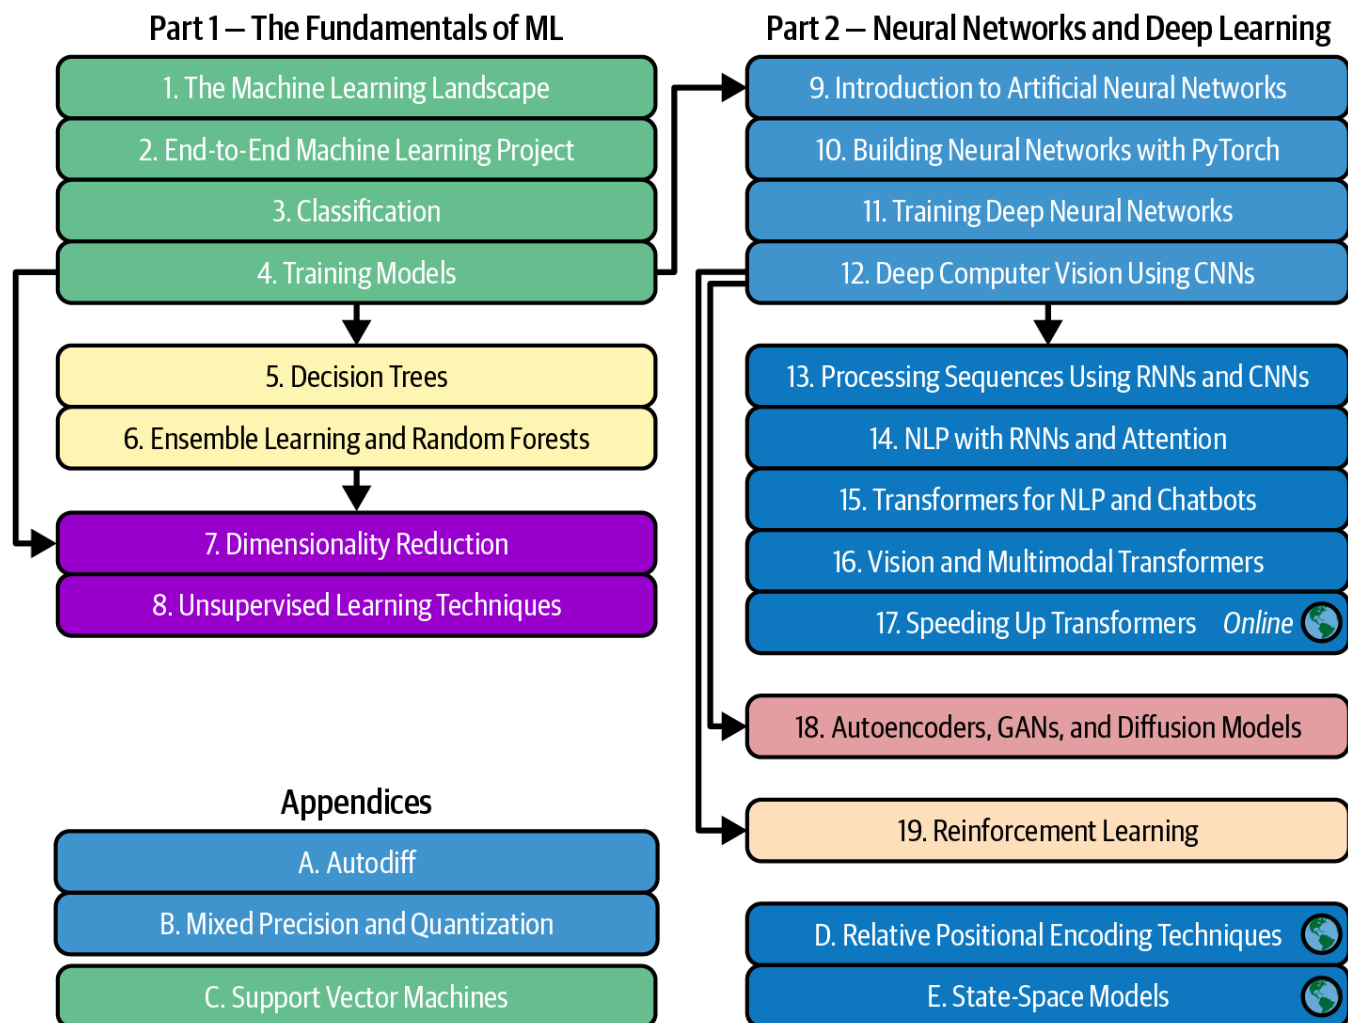 Part 1 – The Fundamentals of ML
1. The Machine Learning Landscape
2. End-to-End Machine Learning Project
3. Classification
4. Training Models
5. Decision Trees
6. Ensemble Learning and Random Forests
7. Dimensionality Reduction
8. Unsupervised Learning Techniques
Appendices
A. Autodiff
B. Mixed Precision and Quantization
C. Support Vector Machines
Part 2 – Neural Networks and Deep Learning
9. Introduction to Artificial Neural Networks
10. Building Neural Networks with PyTorch
11. Training Deep Neural Networks
12. Deep Computer Vision Using CNNs
13. Processing Sequences Using RNNs and CNNs
14. NLP with RNNs and Attention
15. Transformers for NLP and Chatbots
16. Vision and Multimodal Transformers
17. Speeding Up Transformers Online
18. Autoencoders, GANs, and Diffusion Models
19. Reinforcement Learning
D. Relative Positional Encoding Techniques
E. State-Space Models